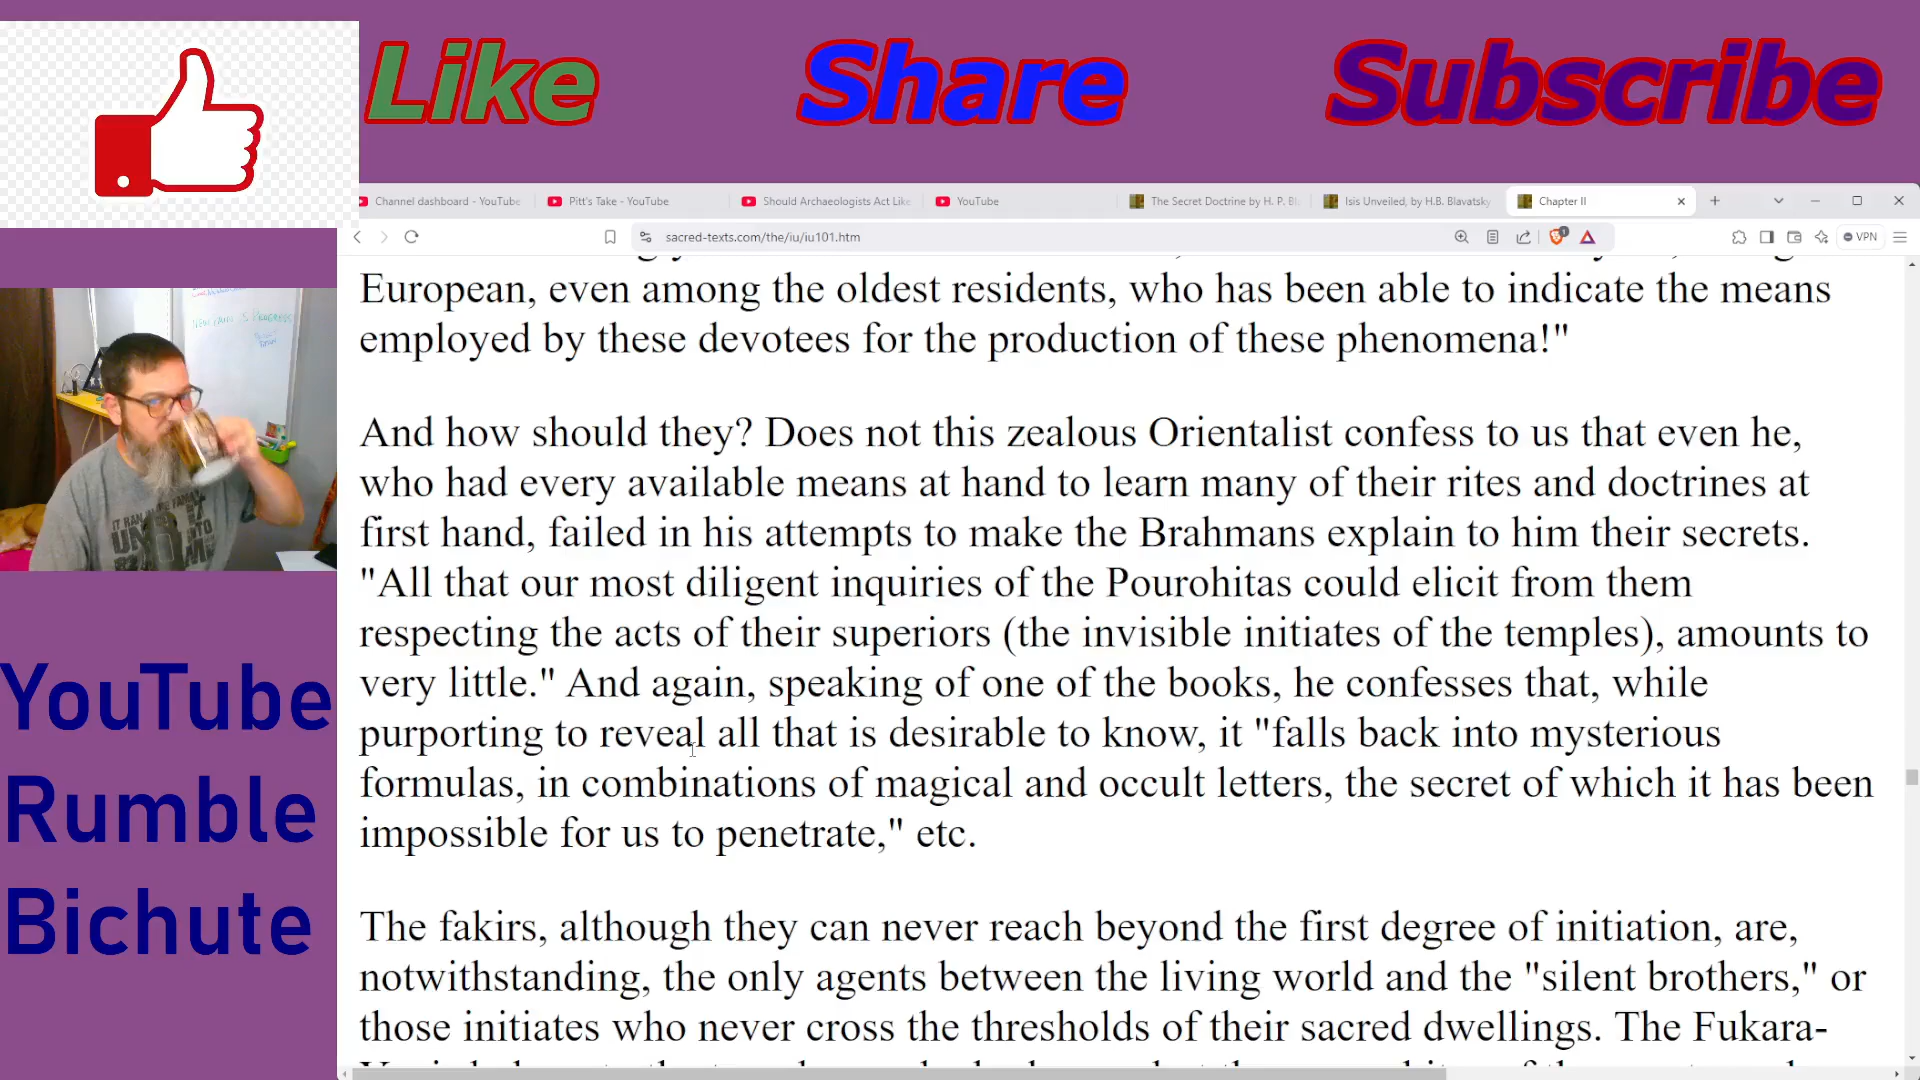 Like Share Subscribe
Channel dashboard - YouTube
Pitt's Take - YouTube
Should Archaeologists Act Like
YouTube
The Secret Doctrine by H. P. Bl
Isis Unveiled, by H.B. Blavatsky
Chapter II
sacred-texts.com/the/iu/iu101.htm
VPN
European, even among the oldest residents, who has been able to indicate the means
employed by these devotees for the production of these phenomena!"
And how should they? Does not this zealous Orientalist confess to us that even he,
who had every available means at hand to learn many of their rites and doctrines at
first hand, failed in his attempts to make the Brahmans explain to him their secrets.
"All that our most diligent inquiries of the Pourohitas could elicit from them
respecting the acts of their superiors (the invisible initiates of the temples), amounts to
very little." And again, speaking of one of the books, he confesses that, while
purporting to reveal all that is desirable to know, it "falls back into mysterious
formulas, in combinations of magical and occult letters, the secret of which it has been
impossible for us to penetrate," etc.
The fakirs, although they can never reach beyond the first degree of initiation, are,
notwithstanding, the only agents between the living world and the "silent brothers," or
those initiates who never cross the thresholds of their sacred dwellings. The Fukara-
IT RAN IN THE FAMILY
YouTube
Rumble
Bichute